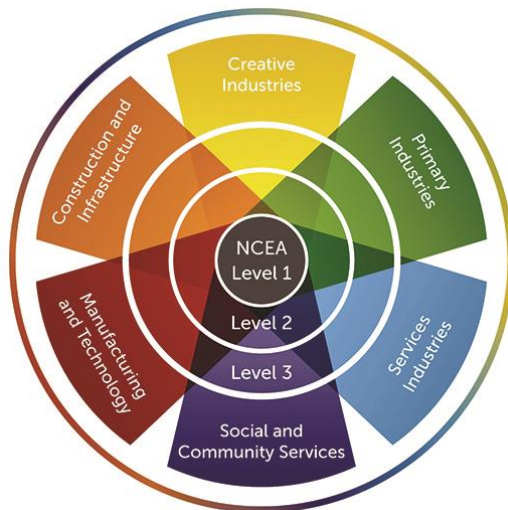 Creative
Industries
Primary
Industries
Services
Industries
Social and
Community Services
Manufacturing
and Technology
Construction and
Infrastructure
NCEA
Level 1
Level 2
Level 3